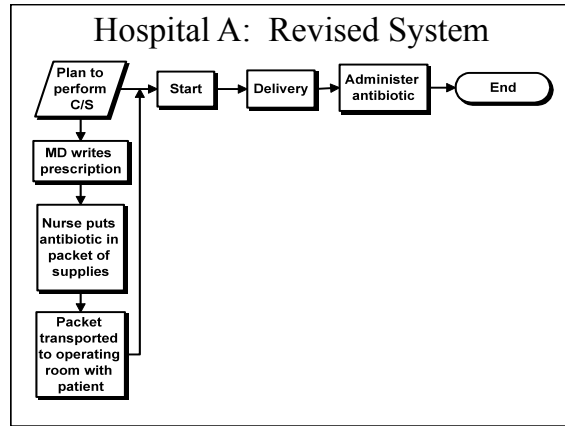 Hospital A:  Revised System
Plan to
perform
C/S
Start
Delivery
Administer
antibiotic
End
MD writes
prescription
Nurse puts
antibiotic in
packet of
supplies
Packet
transported
to operating
room with
patient